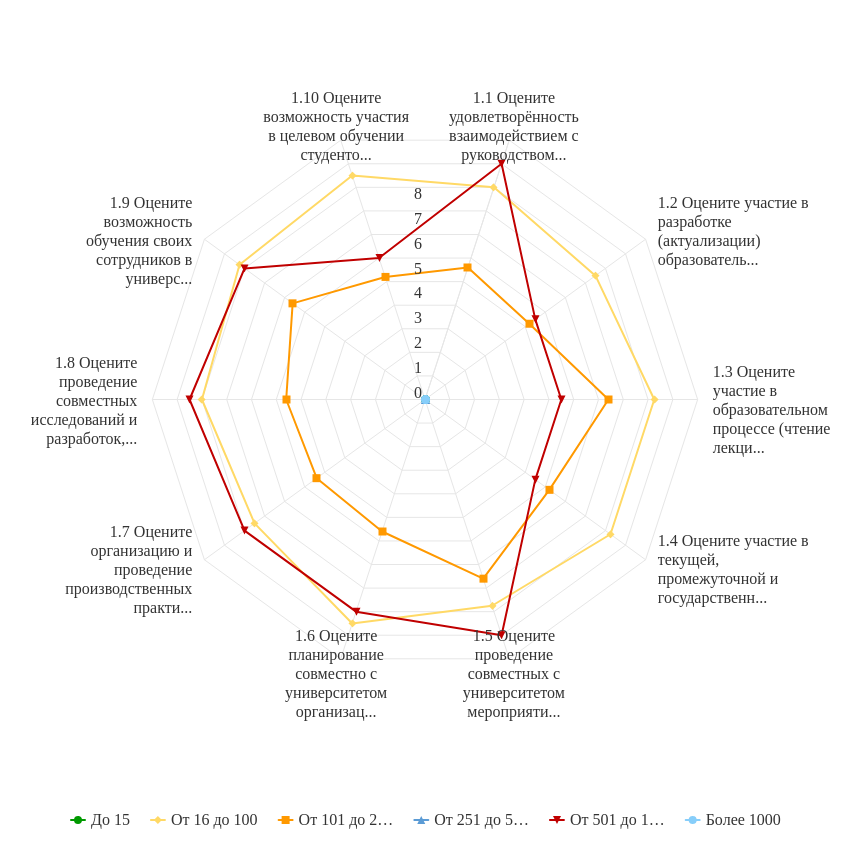 1.10 Оцените
возможность участия
в целевом обучении
студенто...
1.1 Оцените
удовлетворённость
взаимодействием с
руководством...
1.9 Оцените
возможность
обучения своих
сотрудников в
универс...
1.2 Оцените участие в
разработке
(актуализации)
образователь...
8
7
6
5
4
3
2
1
0
1.8 Оцените
проведение
совместных
исследований и
разработок,...
1.3 Оцените
участие в
образовательном
процессе (чтение
лекци...
1.7 Оцените
организацию и
проведение
производственных
практи...
1.4 Оцените участие в
текущей,
промежуточной и
государственн...
1.6 Оцените
планирование
совместно с
университетом
организац...
1.5 Оцените
проведение
совместных с
университетом
мероприяти...
До 15
От 16 до 100
От 101 до 2…
От 251 до 5…
От 501 до 1…
Более 1000